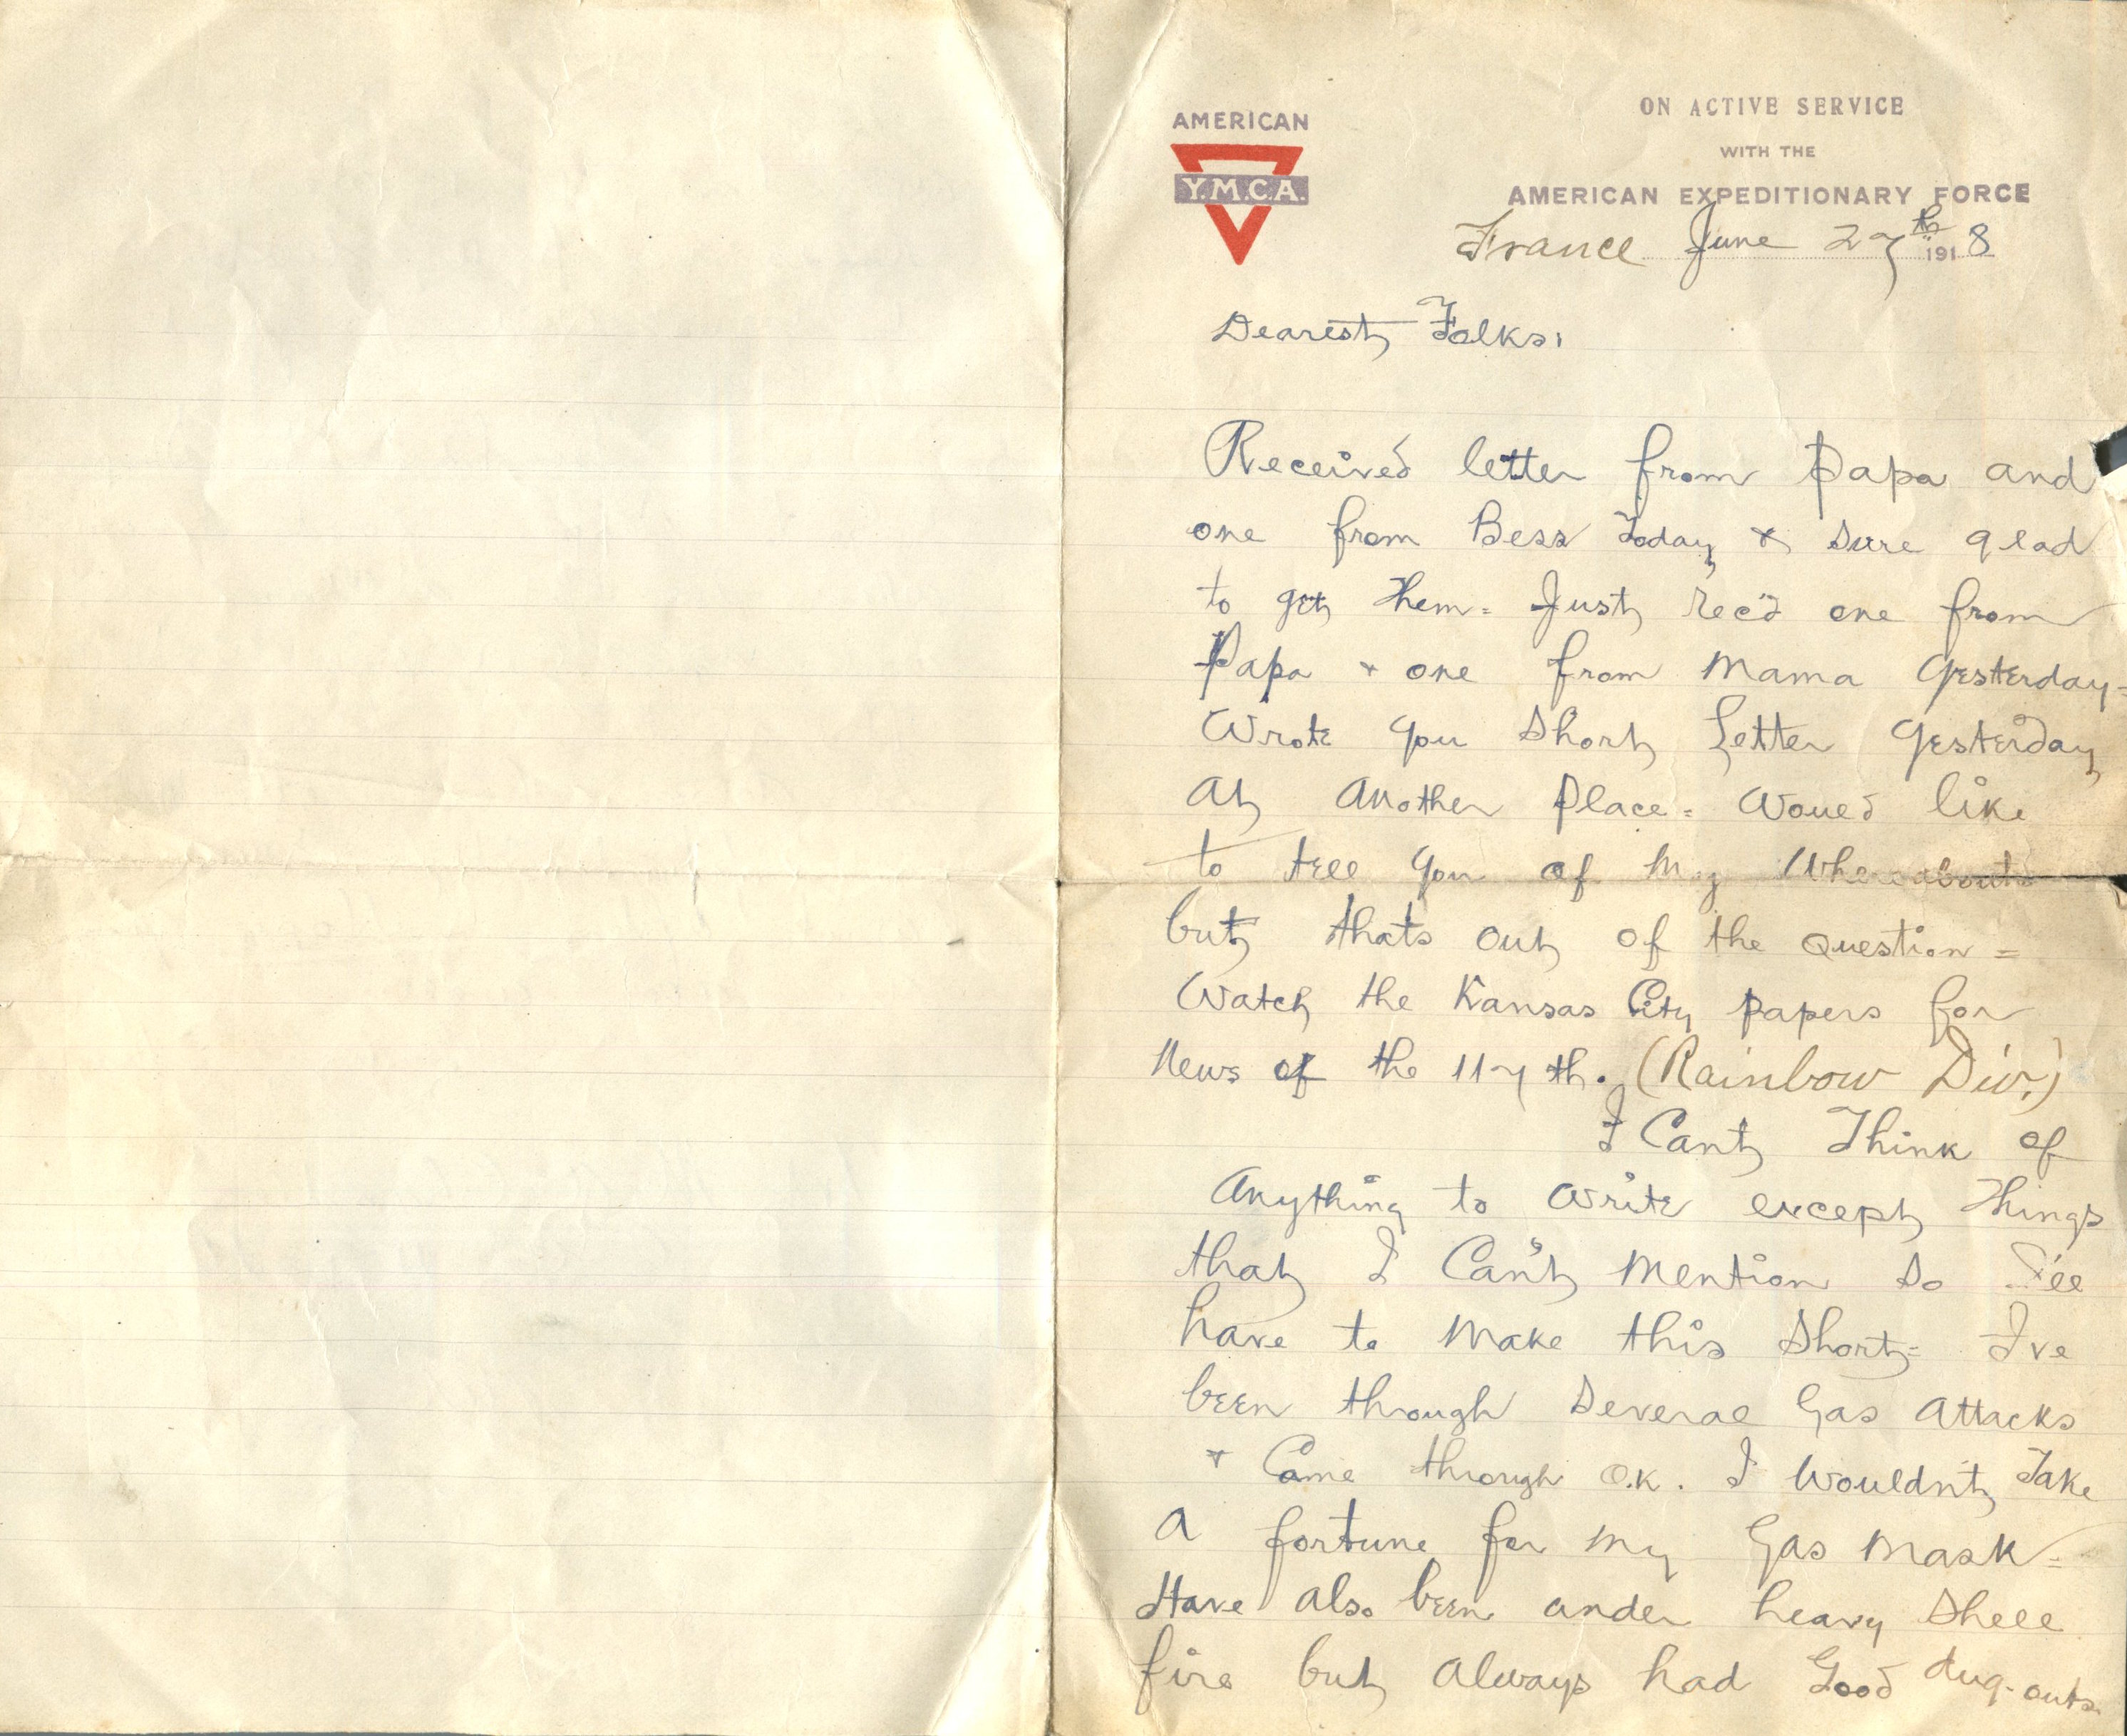 AMERICAN
Y.M.C.A.
ON ACTIVE SERVICE
WITH THE
AMERICAN EXPEDITIONARY FORCE
France June 27th 1918
Dearest Folks:
Received letter from Papa and
one from Bess Today & sure glad
to get them = Just Rec'd one from
Papa & one from Mama Yesterday =
Wrote you Short Letter Yesterday
at another Place = Would like
to tell you of my Whereabouts
but thats out of the question =
Watch the Kansas City papers for
News of the 117th. (Rainbow Div.)
I Cant Think of
Anything to Write except things
that I Can't Mention So I'll
have to Make this Short = I've
been through Several Gas Attacks
& Came through O.K. I Wouldn't Take
A fortune for my Gas Mask =
Have also been under heavy Shell
fire but Always had Good dug-outs